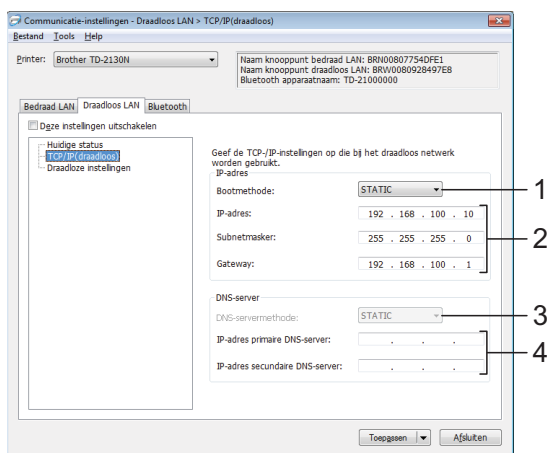 Communicatie-instellingen - Draadloos LAN > TCP/IP(draadloos)
Bestand Tools Help
Printer: Brother TD-2130N
Naam knooppunt bedraad LAN: BRN00807754DFE1
Naam knooppunt draadloos LAN: BRW0080928497E8
Bluetooth apparaatnaam: TD-21000000
Bedraad LAN Draadloos LAN Bluetooth
Deze instellingen uitschakelen
Huidige status
TCP/IP(draadloos)
Draadloze instellingen
Geef de TCP-/IP-instellingen op die bij het draadloos netwerk
worden gebruikt.
IP-adres
Bootmethode: STATIC 1
IP-adres: 192 . 168 . 100 . 10
Subnetmasker: 255 . 255 . 255 . 0 2
Gateway: 192 . 168 . 100 . 1
DNS-server
DNS-servermethode: STATIC 3
IP-adres primaire DNS-server: . . .
4
IP-adres secundaire DNS-server: . . .
Toepassen Afsluiten